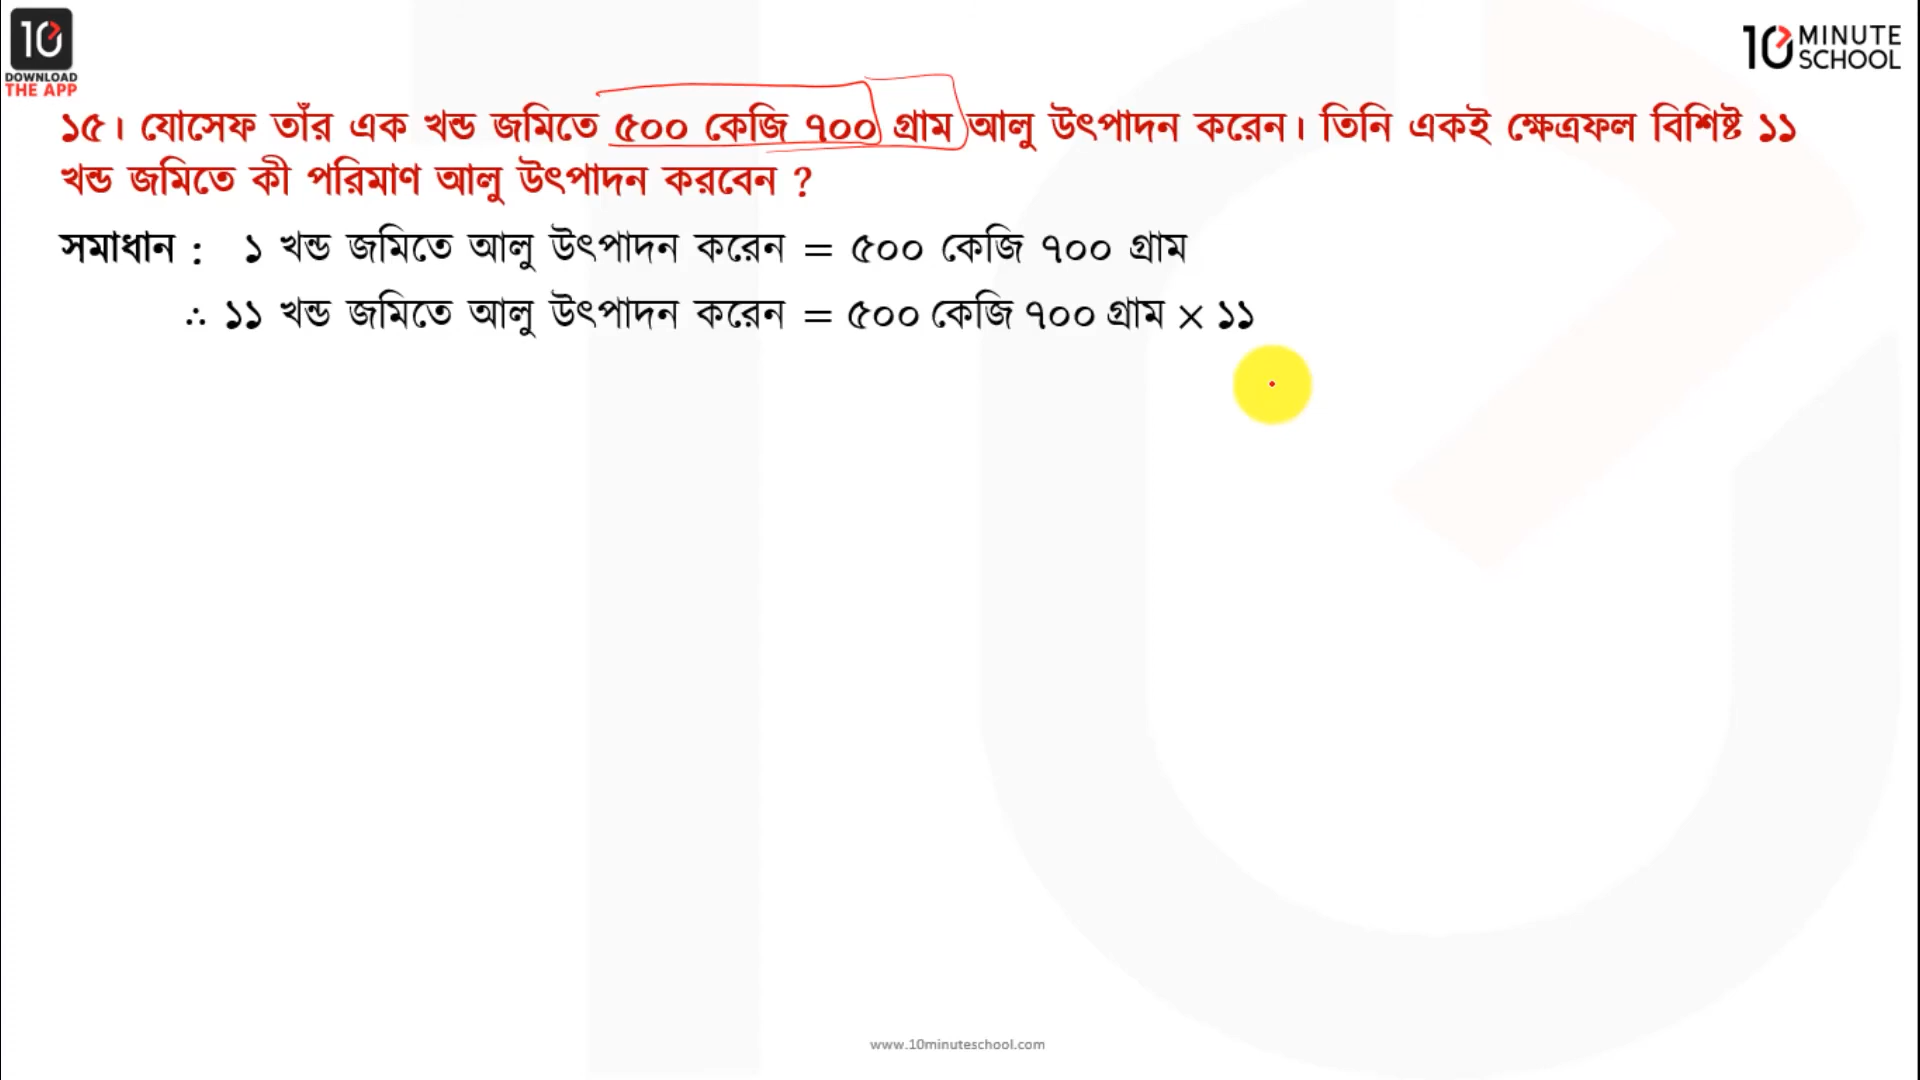 10
DOWNLOAD
THE APP
10 MINUTE
SCHOOL
১৫। যোসেফ তাঁর এক খন্ড জমিতে ৫০০ কেজি ৭০০ গ্রাম আলু উৎপাদন করেন। তিনি একই ক্ষেত্রফল বিশিষ্ট ১১
খন্ড জমিতে কী পরিমাণ আলু উৎপাদন করবেন ?
সমাধান : ১ খন্ড জমিতে আলু উৎপাদন করেন = ৫০০ কেজি ৭০০ গ্রাম
∴ ১১ খন্ড জমিতে আলু উৎপাদন করেন = ৫০০ কেজি ৭০০ গ্রাম × ১১
www.10minuteschool.com